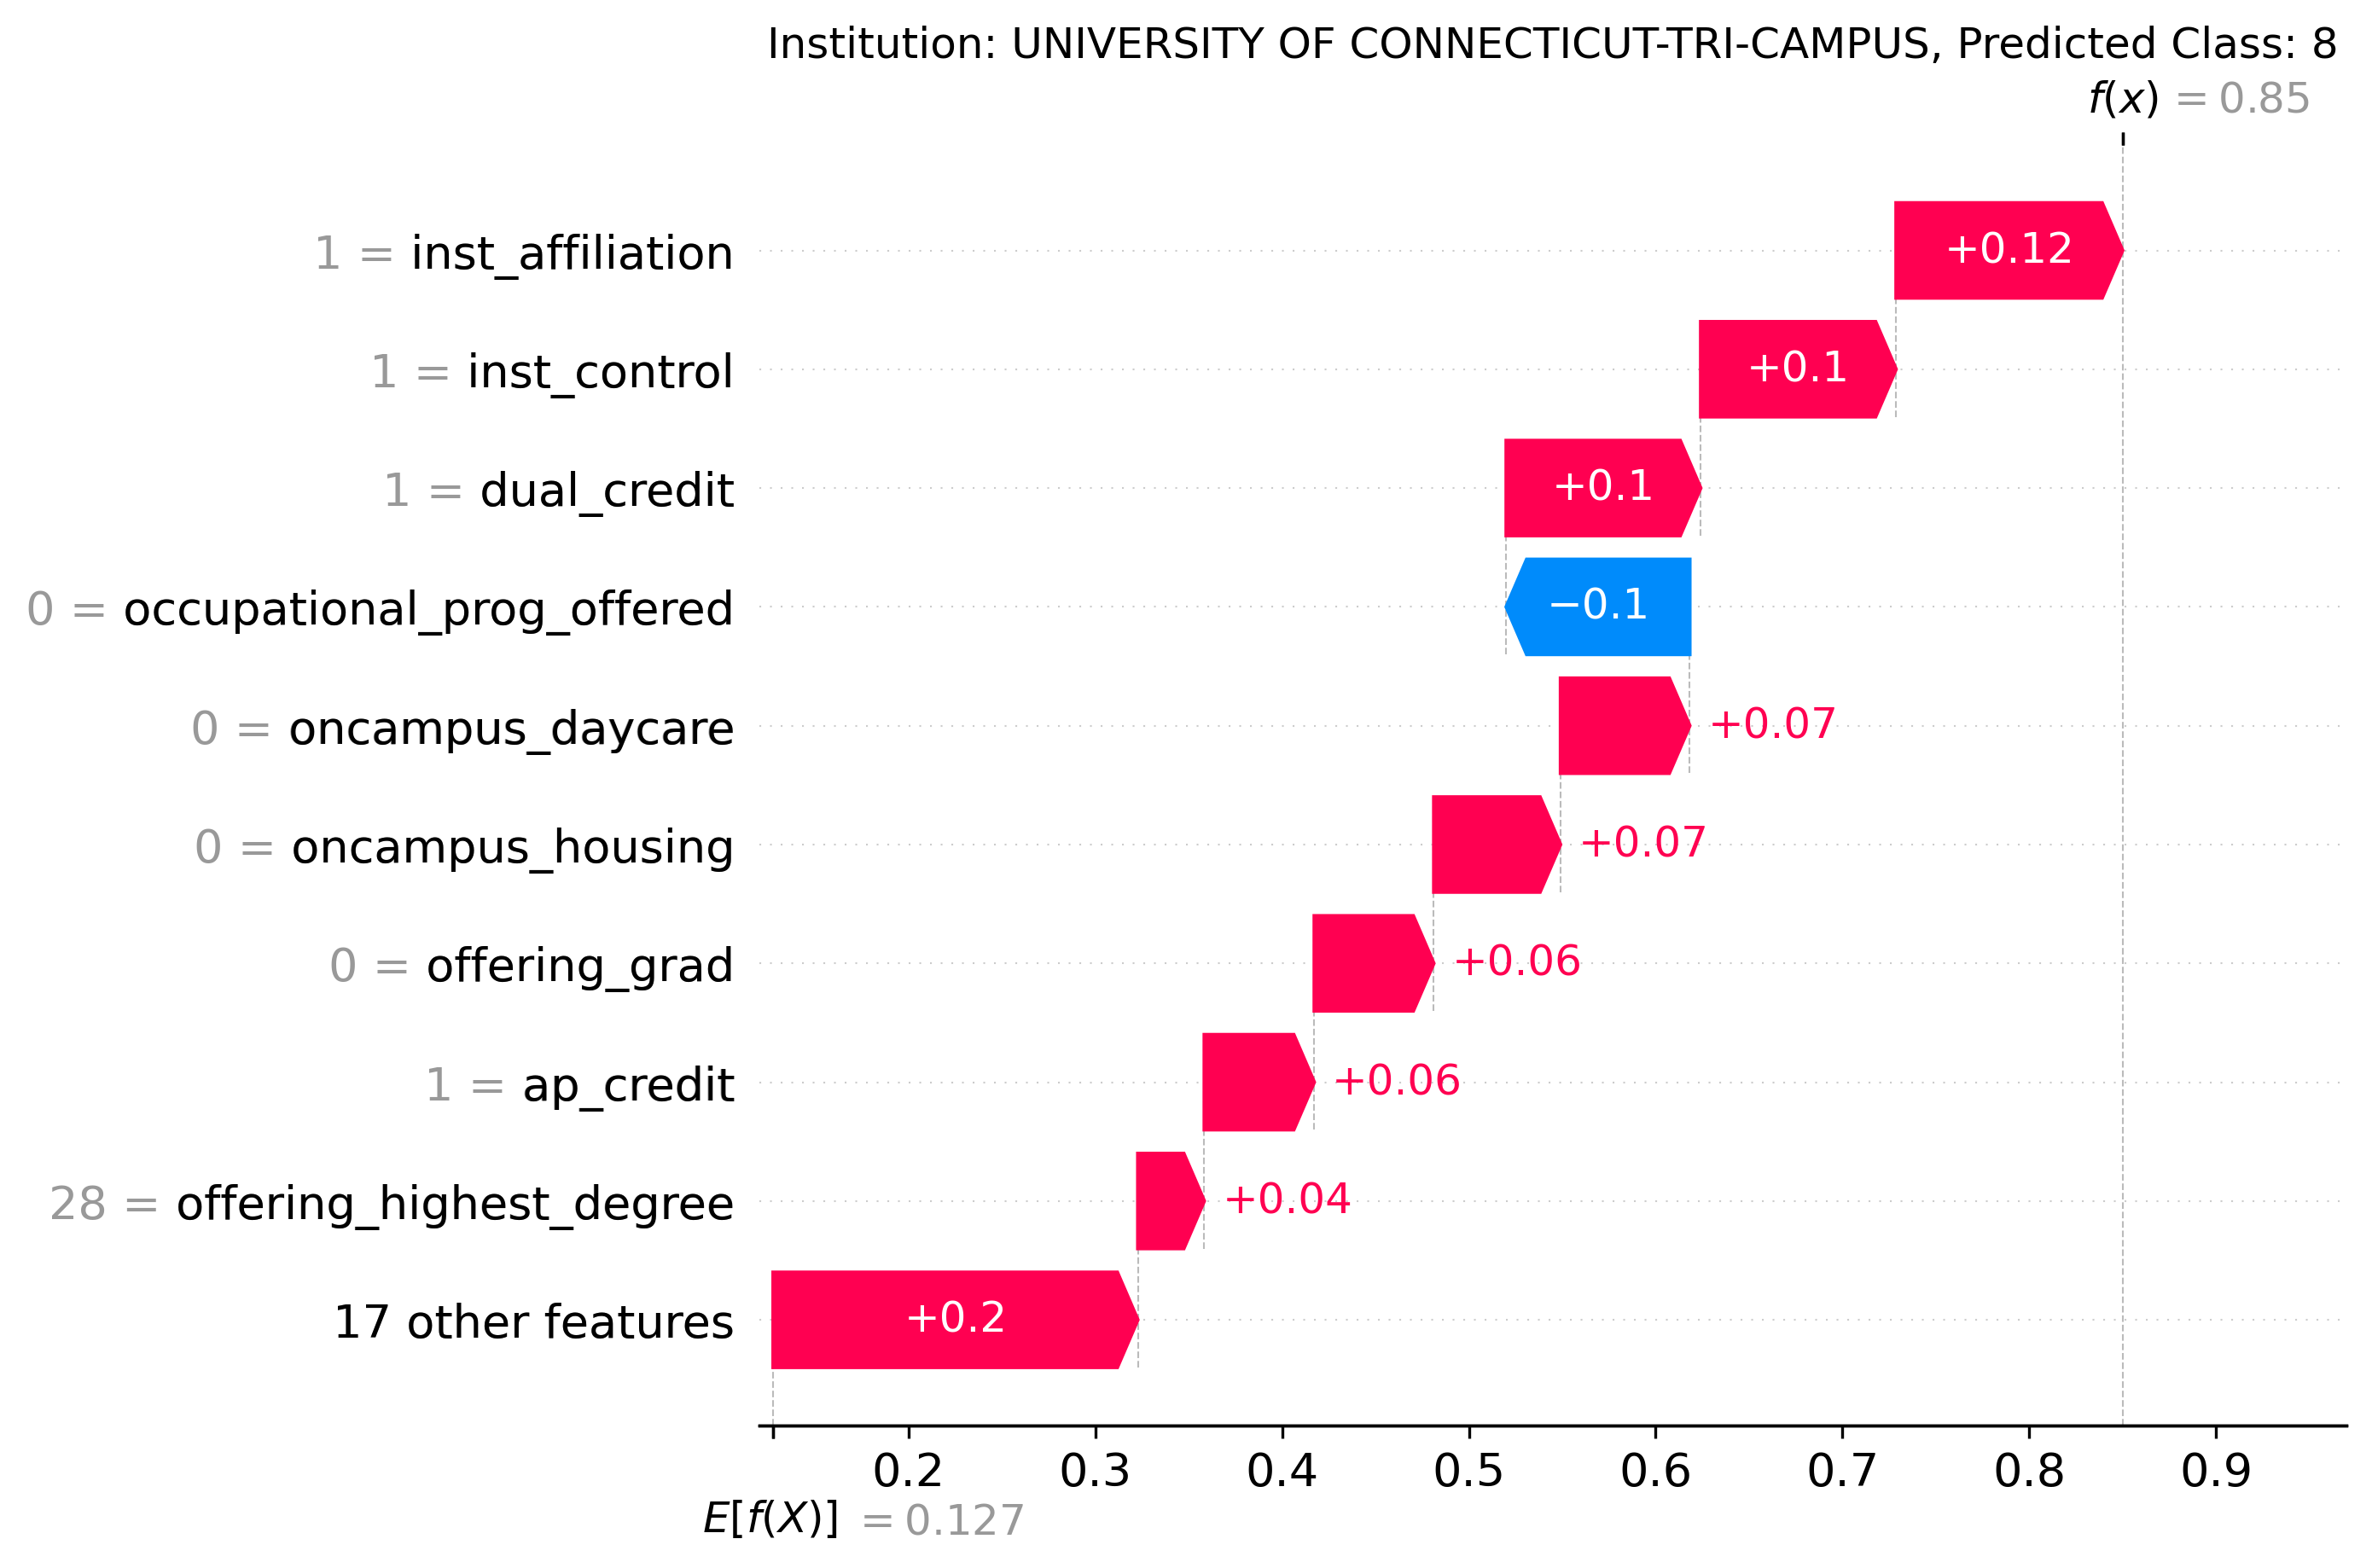 Institution: UNIVERSITY OF CONNECTICUT-TRI-CAMPUS, Predicted Class: 8
f(x) = 0.85
1 = inst_affiliation +0.12
1 = inst_control +0.1
1 = dual_credit +0.1
0 = occupational_prog_offered −0.1
0 = oncampus_daycare +0.07
0 = oncampus_housing +0.07
0 = offering_grad +0.06
1 = ap_credit +0.06
28 = offering_highest_degree +0.04
17 other features +0.2
0.2 0.3 0.4 0.5 0.6 0.7 0.8 0.9
E[f(X)] = 0.127